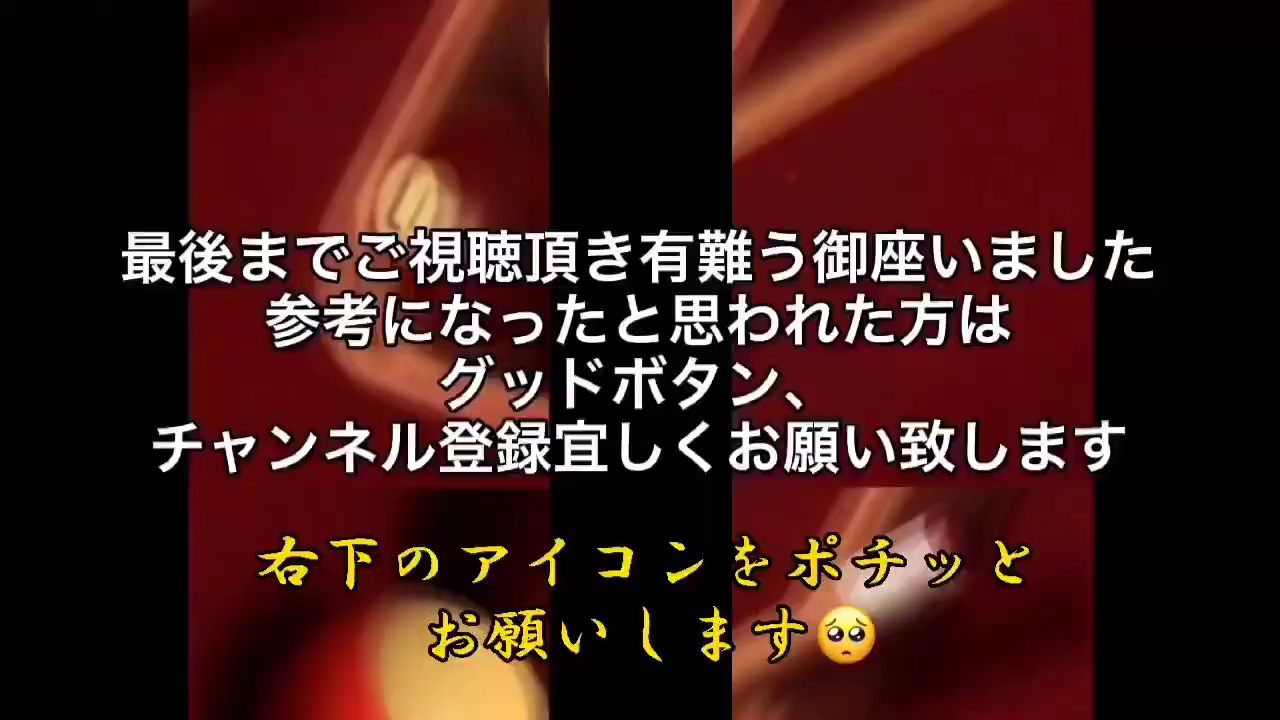 最後までご視聴頂き有難う御座いました
参考になったと思われた方は
グッドボタン、
チャンネル登録宜しくお願い致します
右下のアイコンをポチッと
お願いします🥺